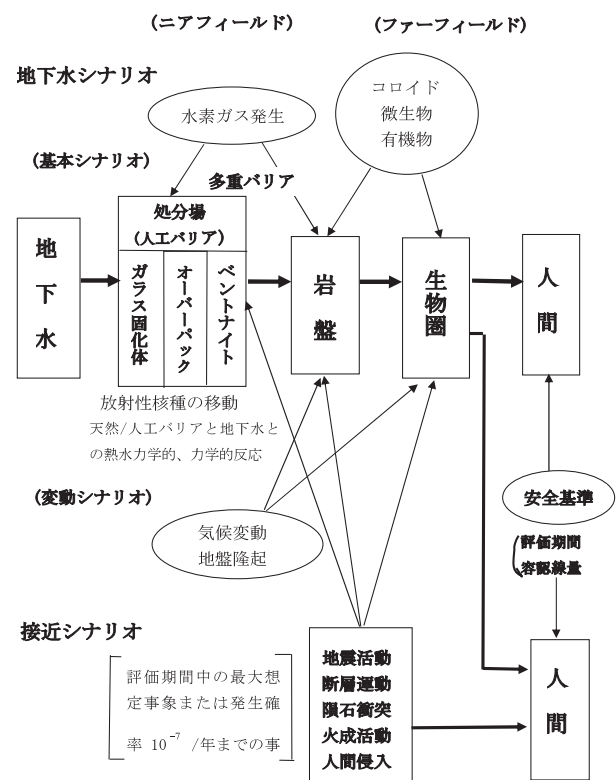 (ニアフィールド)
(ファーフィールド)
地下水シナリオ
水素ガス発生
コロイド
微生物
有機物
(基本シナリオ)
多重バリア
地下水
処分場
(人工バリア)
ガラス固化体
オーバーパック
ベントナイト
岩盤
生物圏
人間
放射性核種の移動
天然/人工バリアと地下水と
の熱水力学的、力学的反応
(変動シナリオ)
気候変動
地盤隆起
安全基準
評価期間
容認線量
接近シナリオ
評価期間中の最大想
定事象または発生確
率 10⁻⁷ /年までの事
地震活動
断層運動
隕石衝突
火成活動
人間侵入
人間